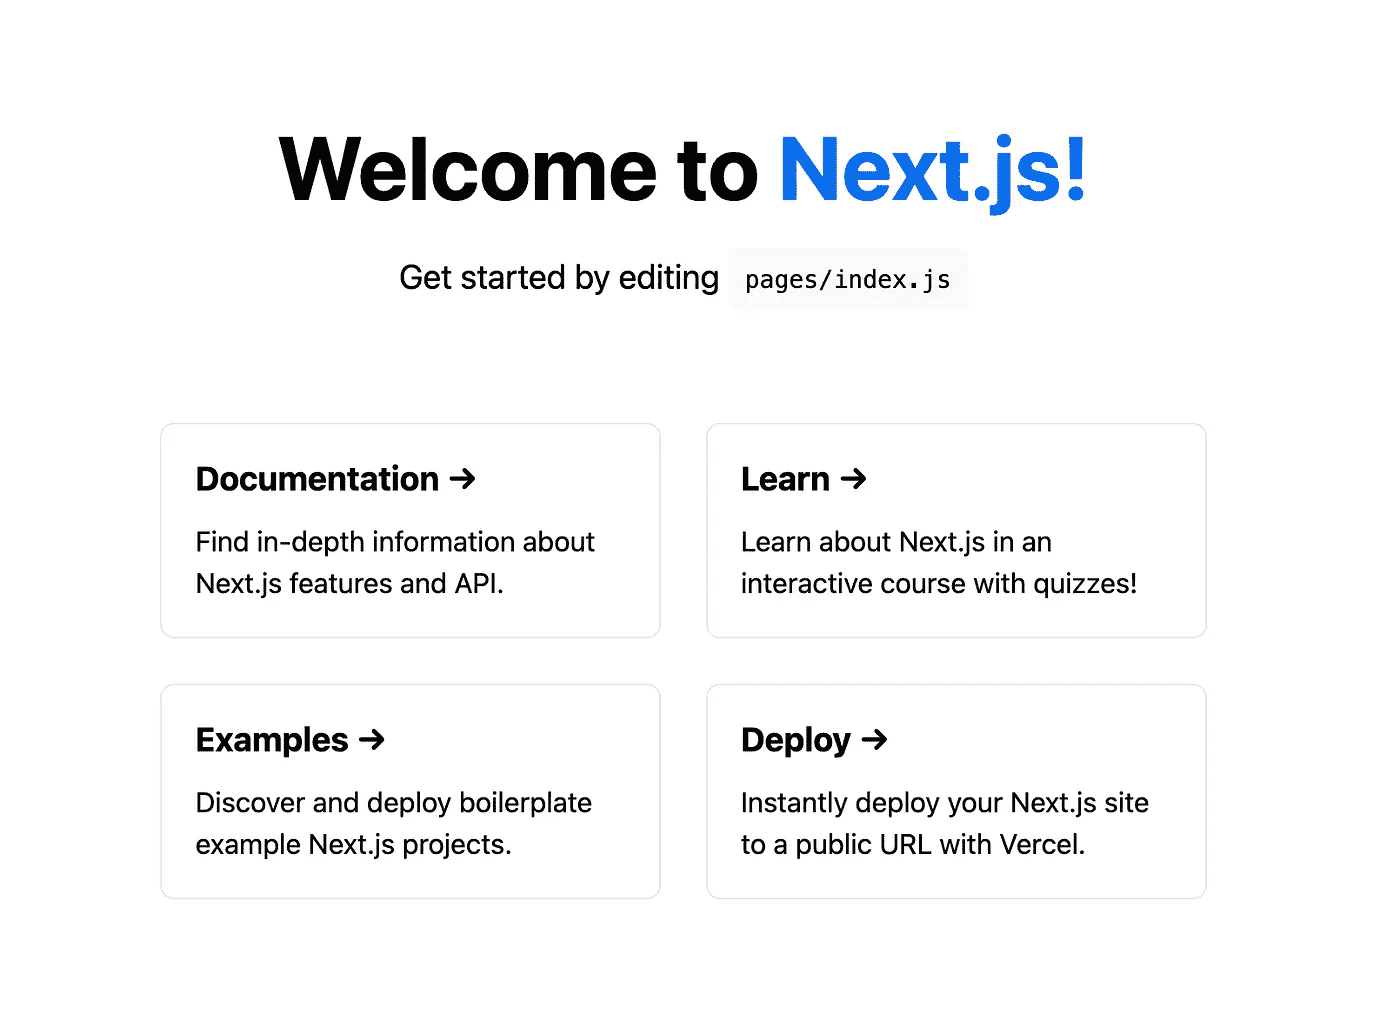 Welcome to Next.js!
Get started by editing pages/index.js
Documentation →
Find in-depth information about
Next.js features and API.
Learn →
Learn about Next.js in an
interactive course with quizzes!
Examples →
Discover and deploy boilerplate
example Next.js projects.
Deploy →
Instantly deploy your Next.js site
to a public URL with Vercel.